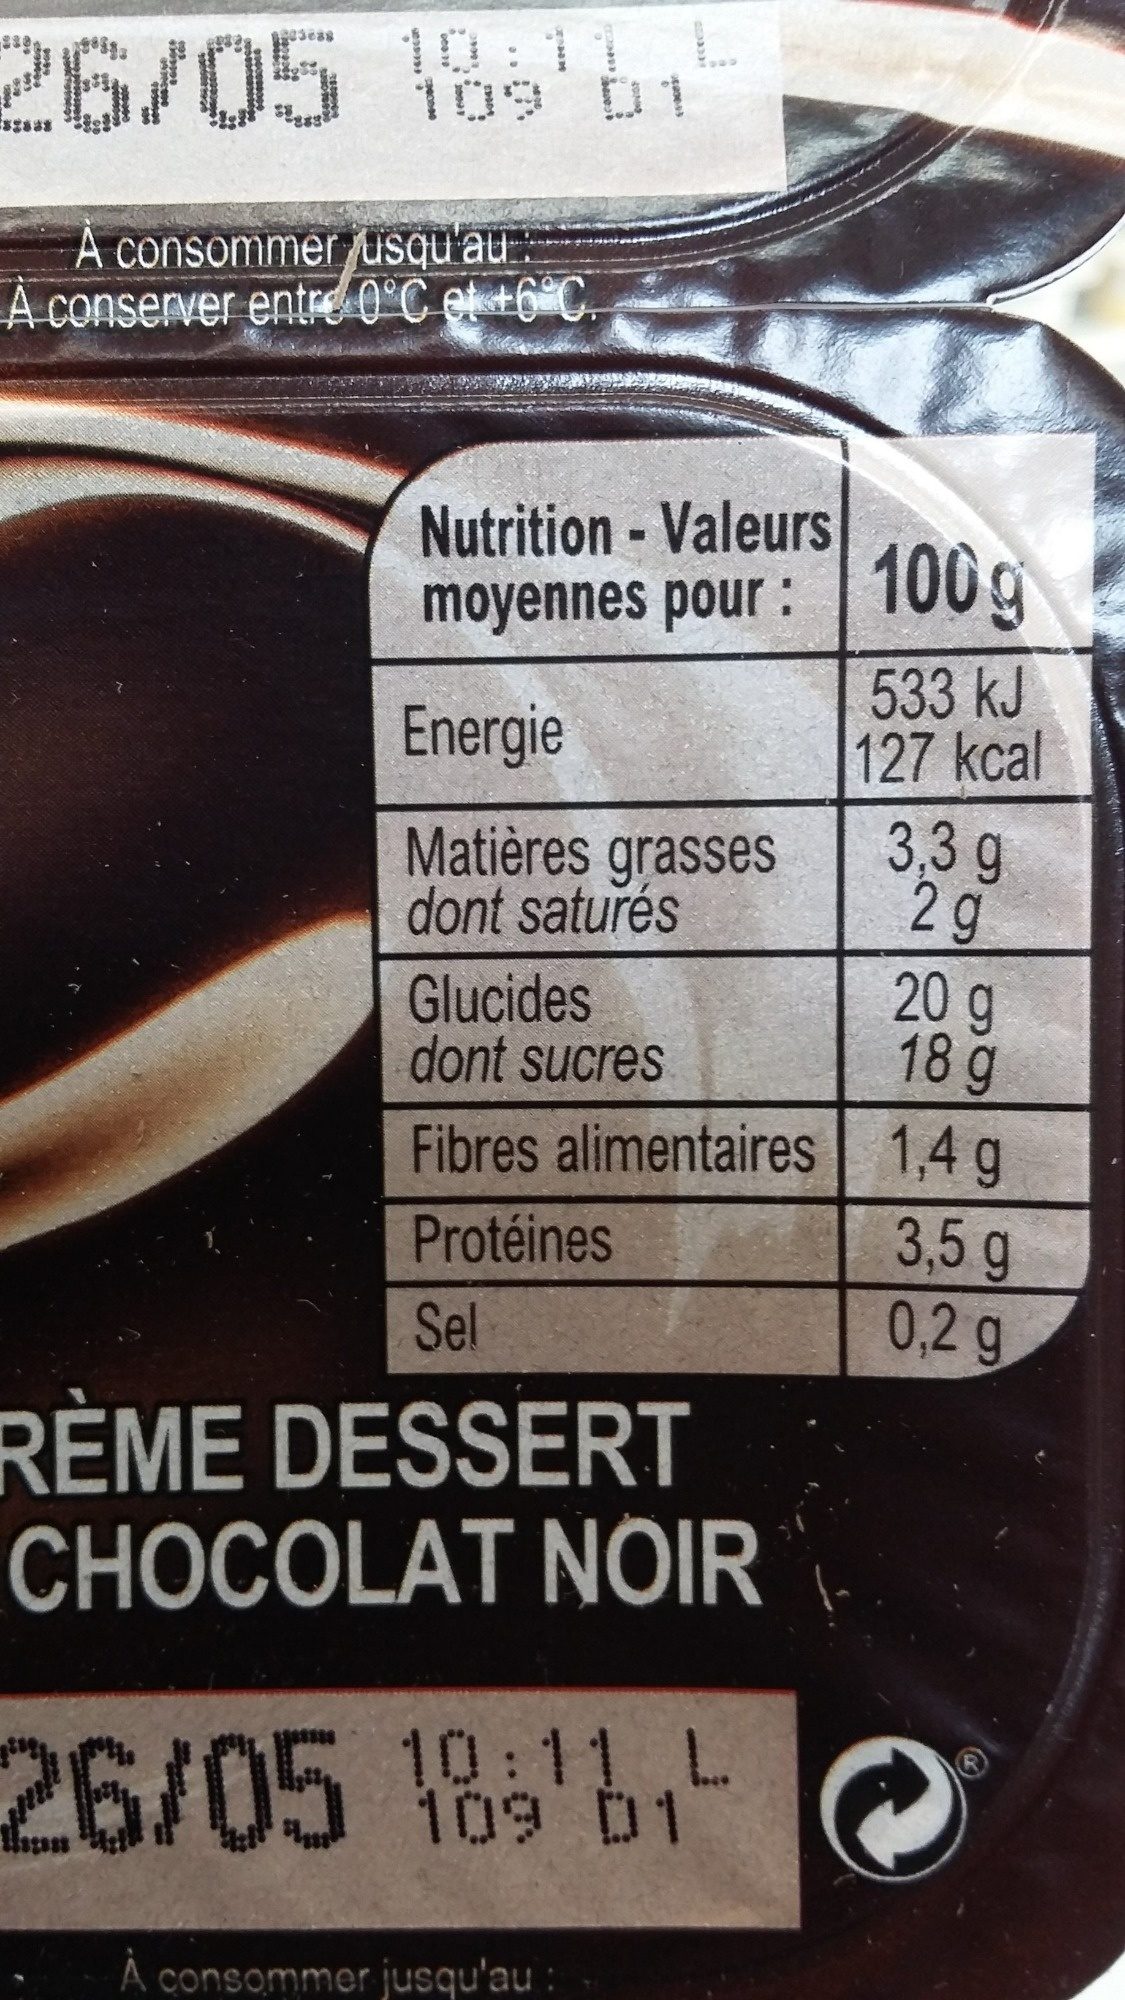 26/05 10:11 L
109 D1
À consommer jusqu'au :
À conserver entre 0°C et +6°C.
Nutrition - Valeurs moyennes pour : 100 g
Energie 533 kJ
127 kcal
Matières grasses 3,3 g
dont saturés 2 g
Glucides 20 g
dont sucres 18 g
Fibres alimentaires 1,4 g
Protéines 3,5 g
Sel 0,2 g
RÈME DESSERT
CHOCOLAT NOIR
26/05 10:11 L
109 D1
®
À consommer jusqu'au :